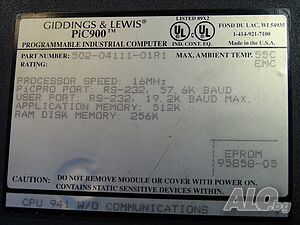 GIDDINGS & LEWIS®
PiC900™
PROGRAMMABLE INDUSTRIAL COMPUTER
LISTED 89X2
UL
FOND DU LAC, WI 54935
1-414-921-7100
PART NUMBER: 502-04111-01R1
MAX. AMBIENT TEMP. 55C
RATING: EMC
PROCESSOR SPEED: 16MHz
PiCPRO PORT: RS-232, 57.6K BAUD
USER PORT: RS-232, 19.2K BAUD MAX.
APPLICATION MEMORY: 512K
RAM DISK MEMORY: 256K
EPROM
95858-05
CAUTION: DO NOT REMOVE MODULE OR COVER WITH POWER ON.
CONTAINS STATIC SENSITIVE DEVICES WITHIN.
CPU 941 W/O COMMUNICATIONS
ALO.bg